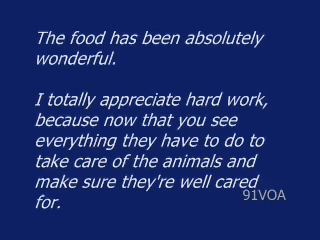 The food has been absolutely
wonderful.
I totally appreciate hard work,
because now that you see
everything they have to do to
take care of the animals and
make sure they're well cared
for.
91VOA